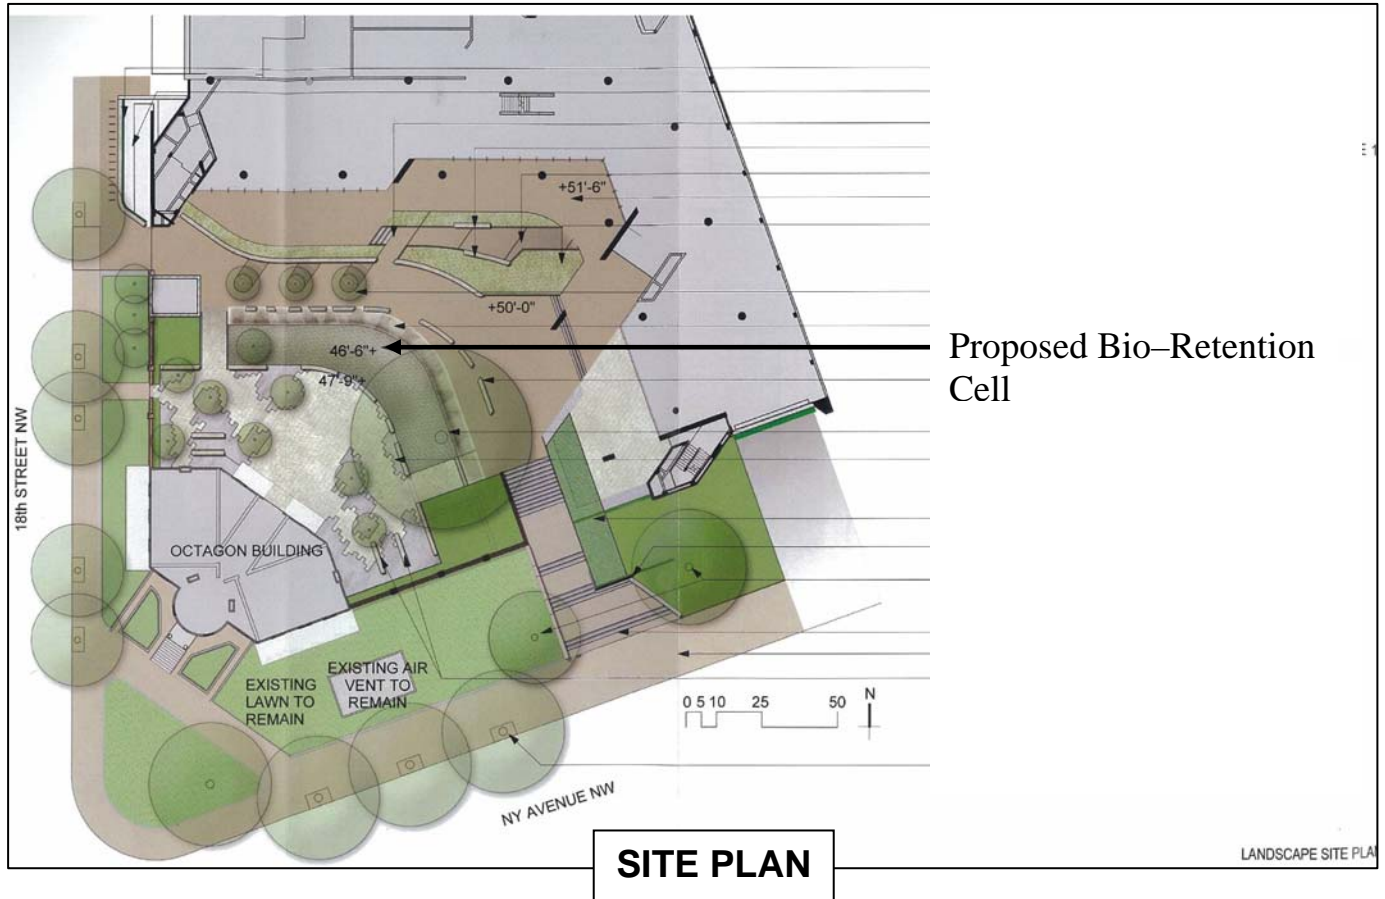 +51'-6"
+50'-0"
46'-6"+
47'-9"+
Proposed Bio–Retention
Cell
18th STREET NW
OCTAGON BUILDING
EXISTING AIR
VENT TO
REMAIN
EXISTING
LAWN TO
REMAIN
0 5 10 25 50 N
NY AVENUE NW
SITE PLAN
LANDSCAPE SITE PLA